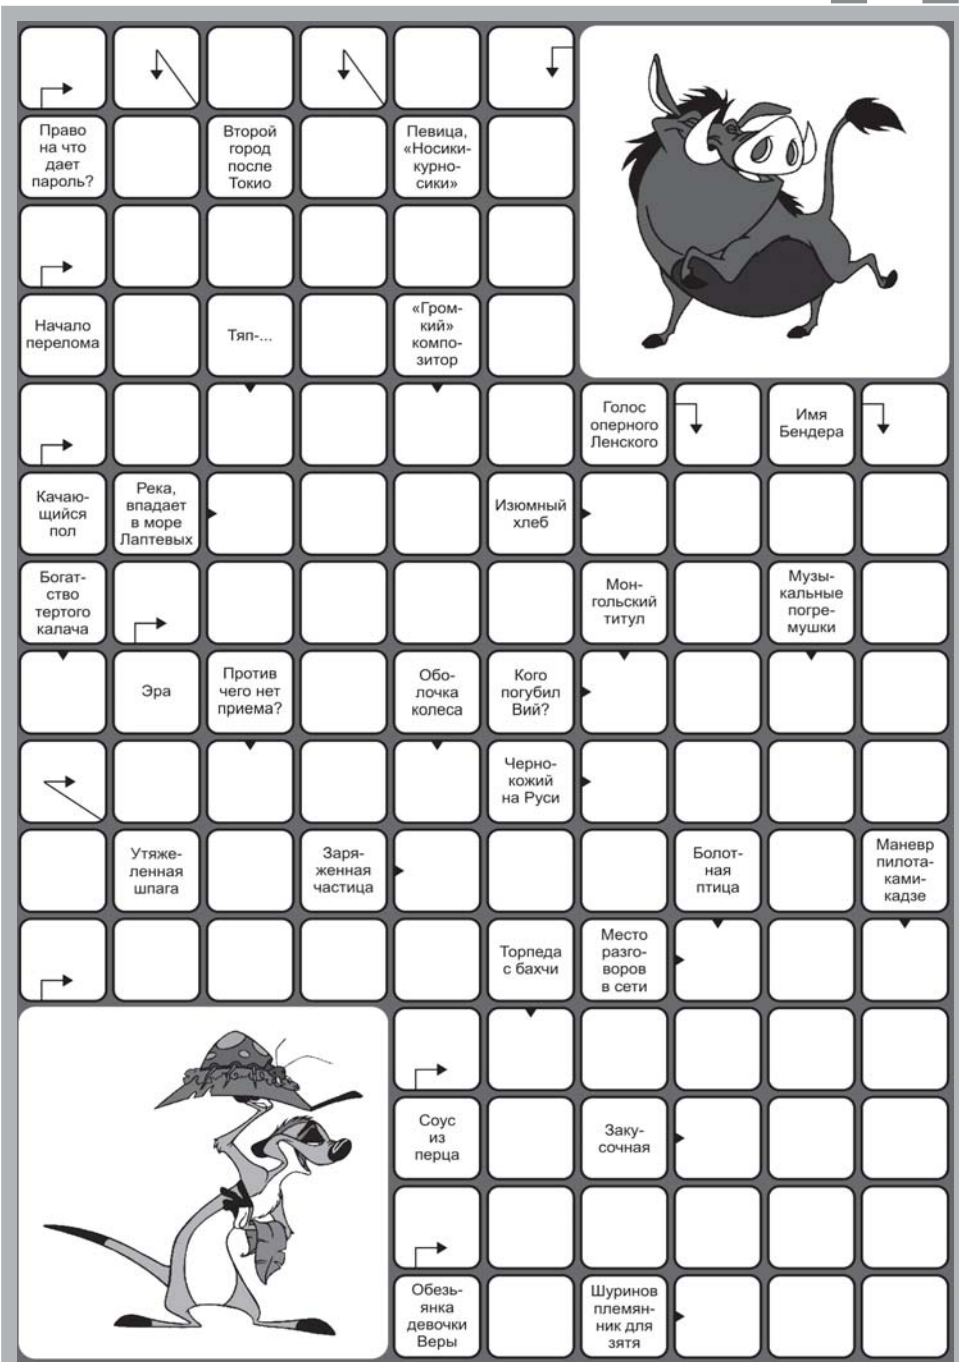 Право
на что
дает
пароль?
Второй
город
после
Токио
Певица,
«Носики-
курно-
сики»
Начало
перелома
Тяп-...
«Гром-
кий»
компо-
зитор
Голос
оперного
Ленского
Имя
Бендера
Качаю-
щийся
пол
Река,
впадает
в море
Лаптевых
Изюмный
хлеб
Богат-
ство
тертого
калача
Мон-
гольский
титул
Музы-
кальные
погре-
мушки
Эра
Против
чего нет
приема?
Обо-
лочка
колеса
Кого
погубил
Вий?
Черно-
кожий
на Руси
Утяже-
ленная
шпага
Заря-
женная
частица
Болот-
ная
птица
Маневр
пилота-
ками-
кадзе
Торпеда
с бахчи
Место
разго-
воров
в сети
Соус
из
перца
Заку-
сочная
Обезь-
янка
девочки
Веры
Шуринов
племян-
ник для
зятя